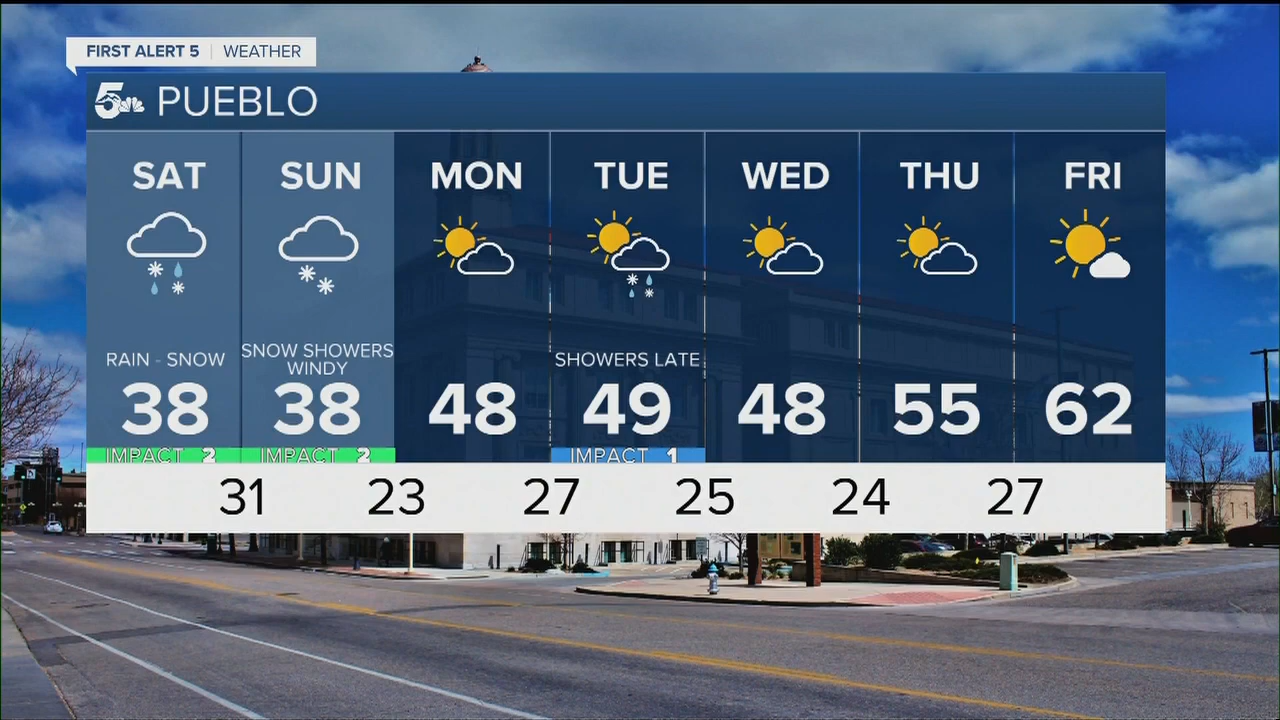 FIRST ALERT 5 | WEATHER
5 PUEBLO
SAT SUN MON TUE WED THU FRI
RAIN - SNOW SNOW SHOWERS WINDY SHOWERS LATE
38 38 48 49 48 55 62
IMPACT 2 IMPACT 2 IMPACT 1
31 23 27 25 24 27